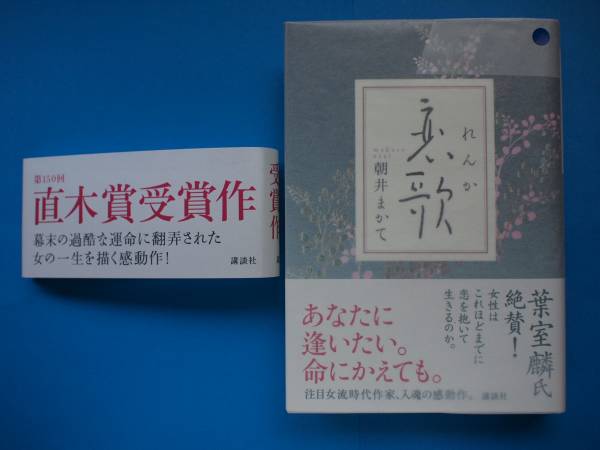 第150回
直木賞受賞作
幕末の過酷な運命に翻弄された
女の一生を描く感動作!
講談社
受賞作
恋歌
れんか
makate
asai
朝井まかて
葉室麟氏
絶賛!
女性は
これほどまでに
恋を抱いて
生きるのか。
あなたに
逢いたい。
命にかえても。
注目女流時代作家、入魂の感動作。 講談社